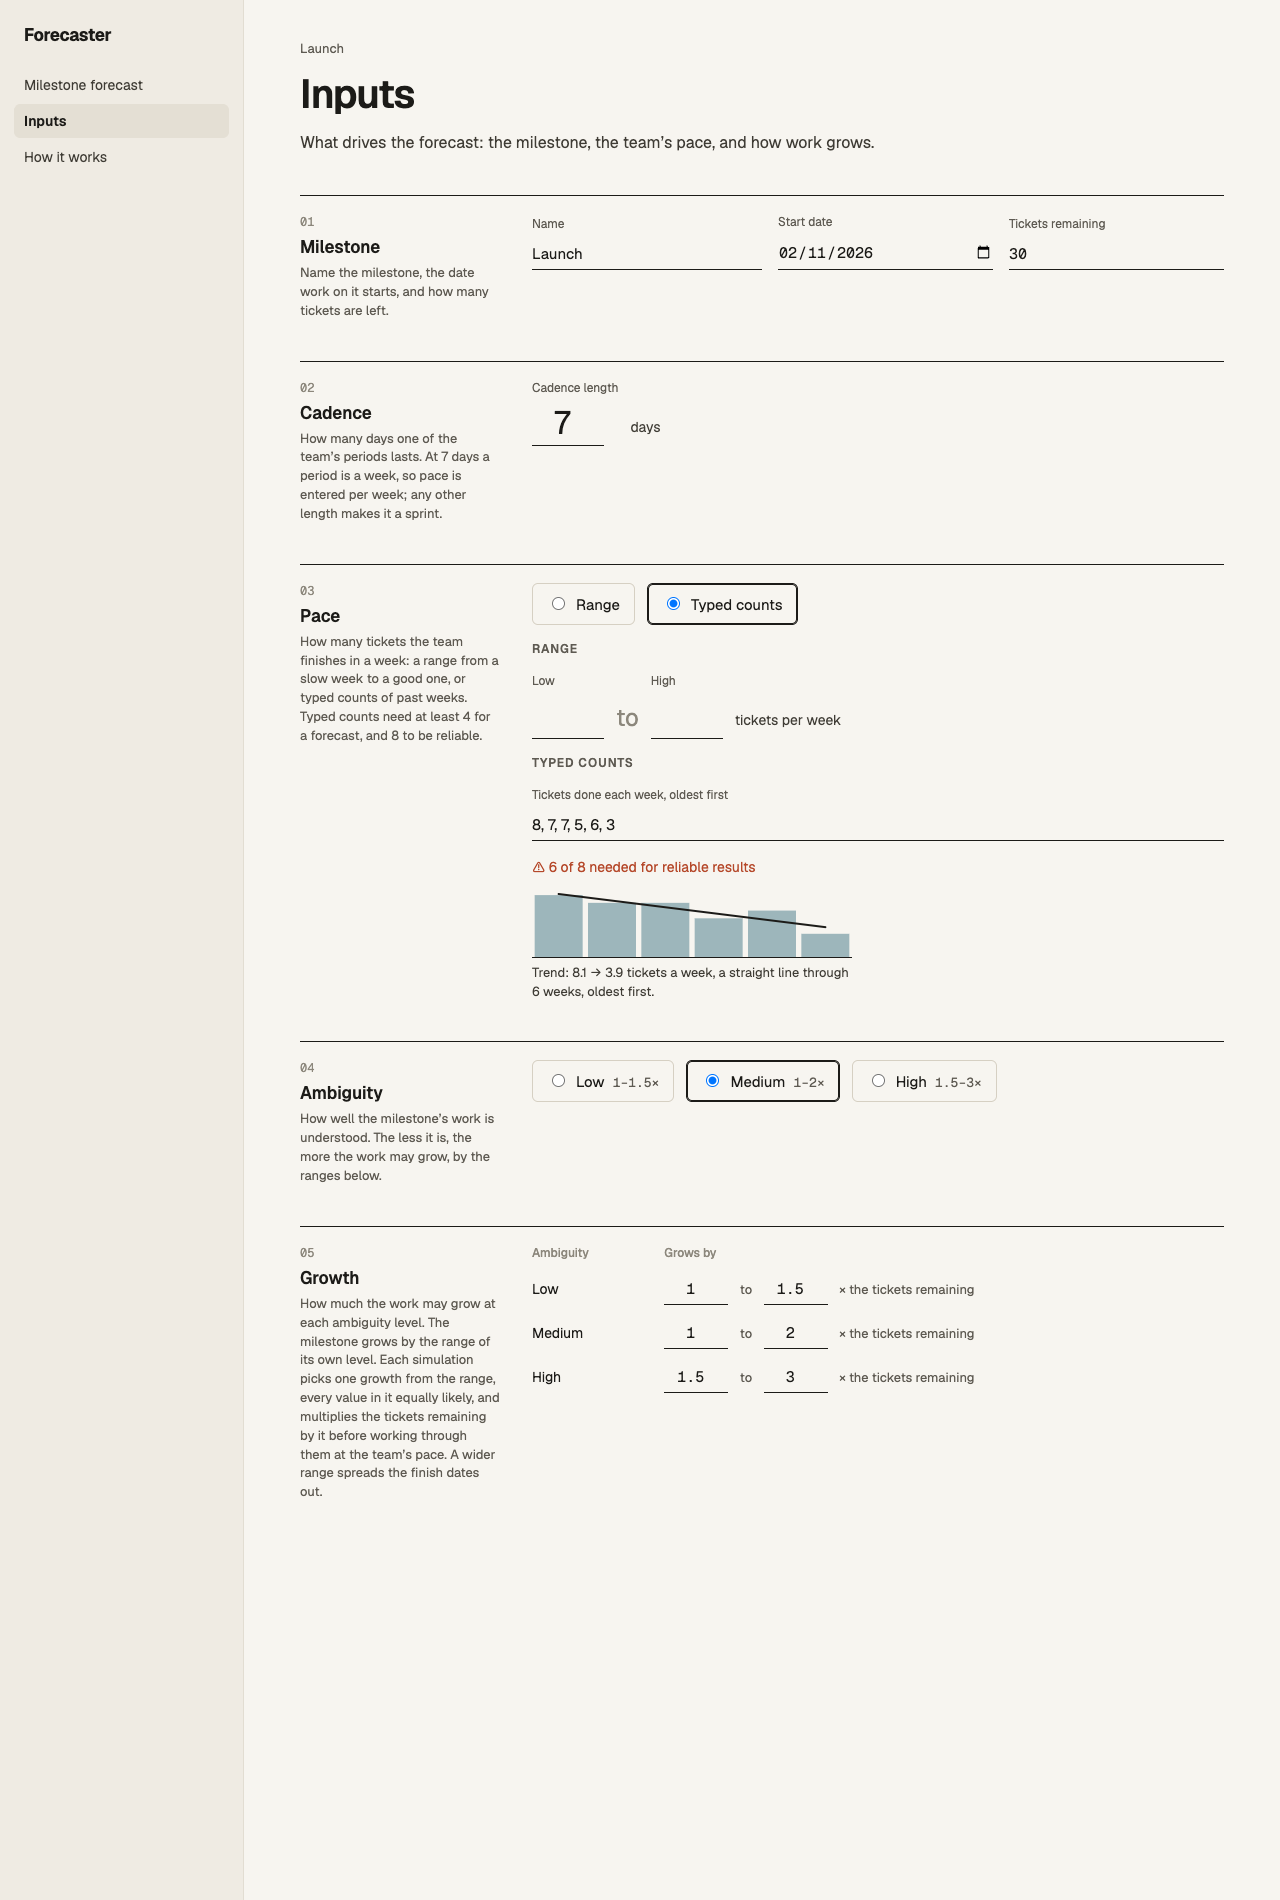 Forecaster
Milestone forecast
Inputs
How it works
Launch
Inputs
What drives the forecast: the milestone, the team’s pace, and how work grows.
01
Milestone
Name the milestone, the date
work on it starts, and how many
tickets are left.
Name
Launch
Start date
02/11/2026
Tickets remaining
30
02
Cadence
How many days one of the
team’s periods lasts. At 7 days a
period is a week, so pace is
entered per week; any other
length makes it a sprint.
Cadence length
7 days
03
Pace
How many tickets the team
finishes in a week: a range from a
slow week to a good one, or
typed counts of past weeks.
Typed counts need at least 4 for
a forecast, and 8 to be reliable.
Range
Typed counts
RANGE
Low
High
to
tickets per week
TYPED COUNTS
Tickets done each week, oldest first
8, 7, 7, 5, 6, 3
⚠ 6 of 8 needed for reliable results
Trend: 8.1 → 3.9 tickets a week, a straight line through
6 weeks, oldest first.
04
Ambiguity
How well the milestone’s work is
understood. The less it is, the
more the work may grow, by the
ranges below.
Low 1–1.5×
Medium 1–2×
High 1.5–3×
05
Growth
How much the work may grow at
each ambiguity level. The
milestone grows by the range of
its own level. Each simulation
picks one growth from the range,
every value in it equally likely, and
multiplies the tickets remaining
by it before working through
them at the team’s pace. A wider
range spreads the finish dates
out.
Ambiguity Grows by
Low 1 to 1.5 × the tickets remaining
Medium 1 to 2 × the tickets remaining
High 1.5 to 3 × the tickets remaining